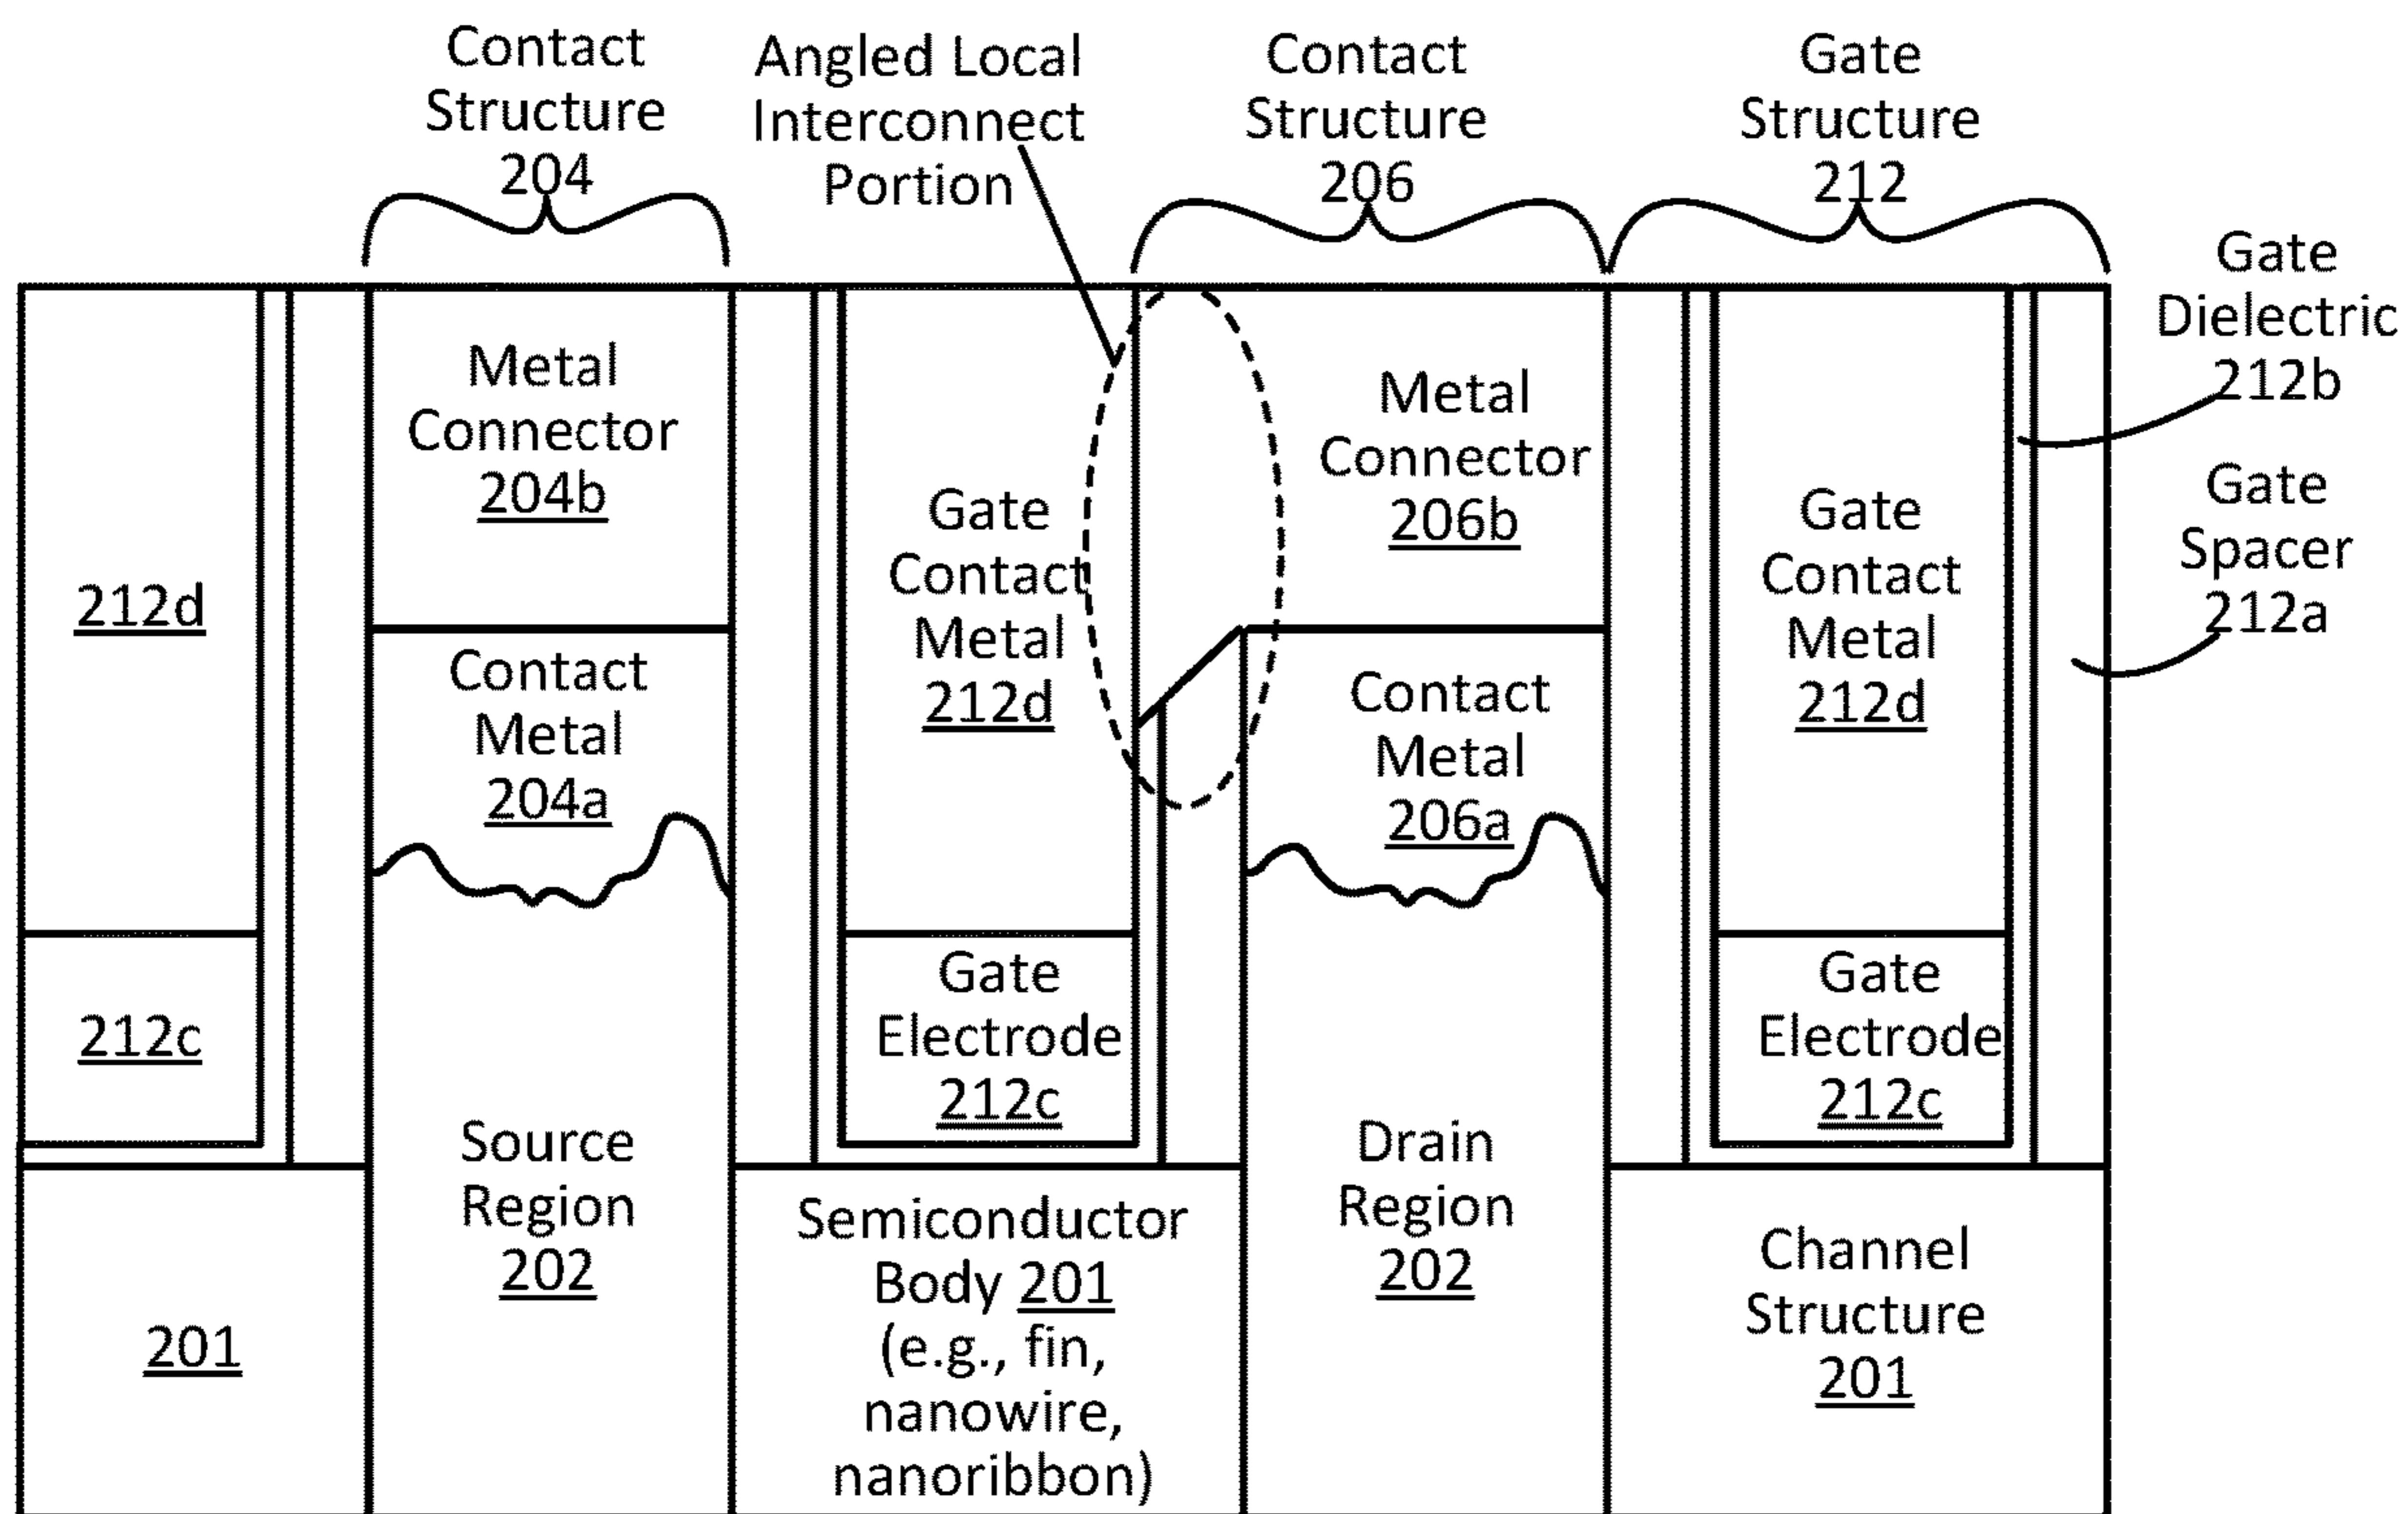 Contact
Structure
204
Angled Local
Interconnect
Portion
Contact
Structure
206
Gate
Structure
212
Gate
Dielectric
212b
Gate
Spacer
212a
212d
212c
201
Metal
Connector
204b
Contact
Metal
204a
Source
Region
202
Gate
Contact
Metal
212d
Gate
Electrode
212c
Semiconductor
Body 201
(e.g., fin,
nanowire,
nanoribbon)
Metal
Connector
206b
Contact
Metal
206a
Drain
Region
202
Gate
Contact
Metal
212d
Gate
Electrode
212c
Channel
Structure
201